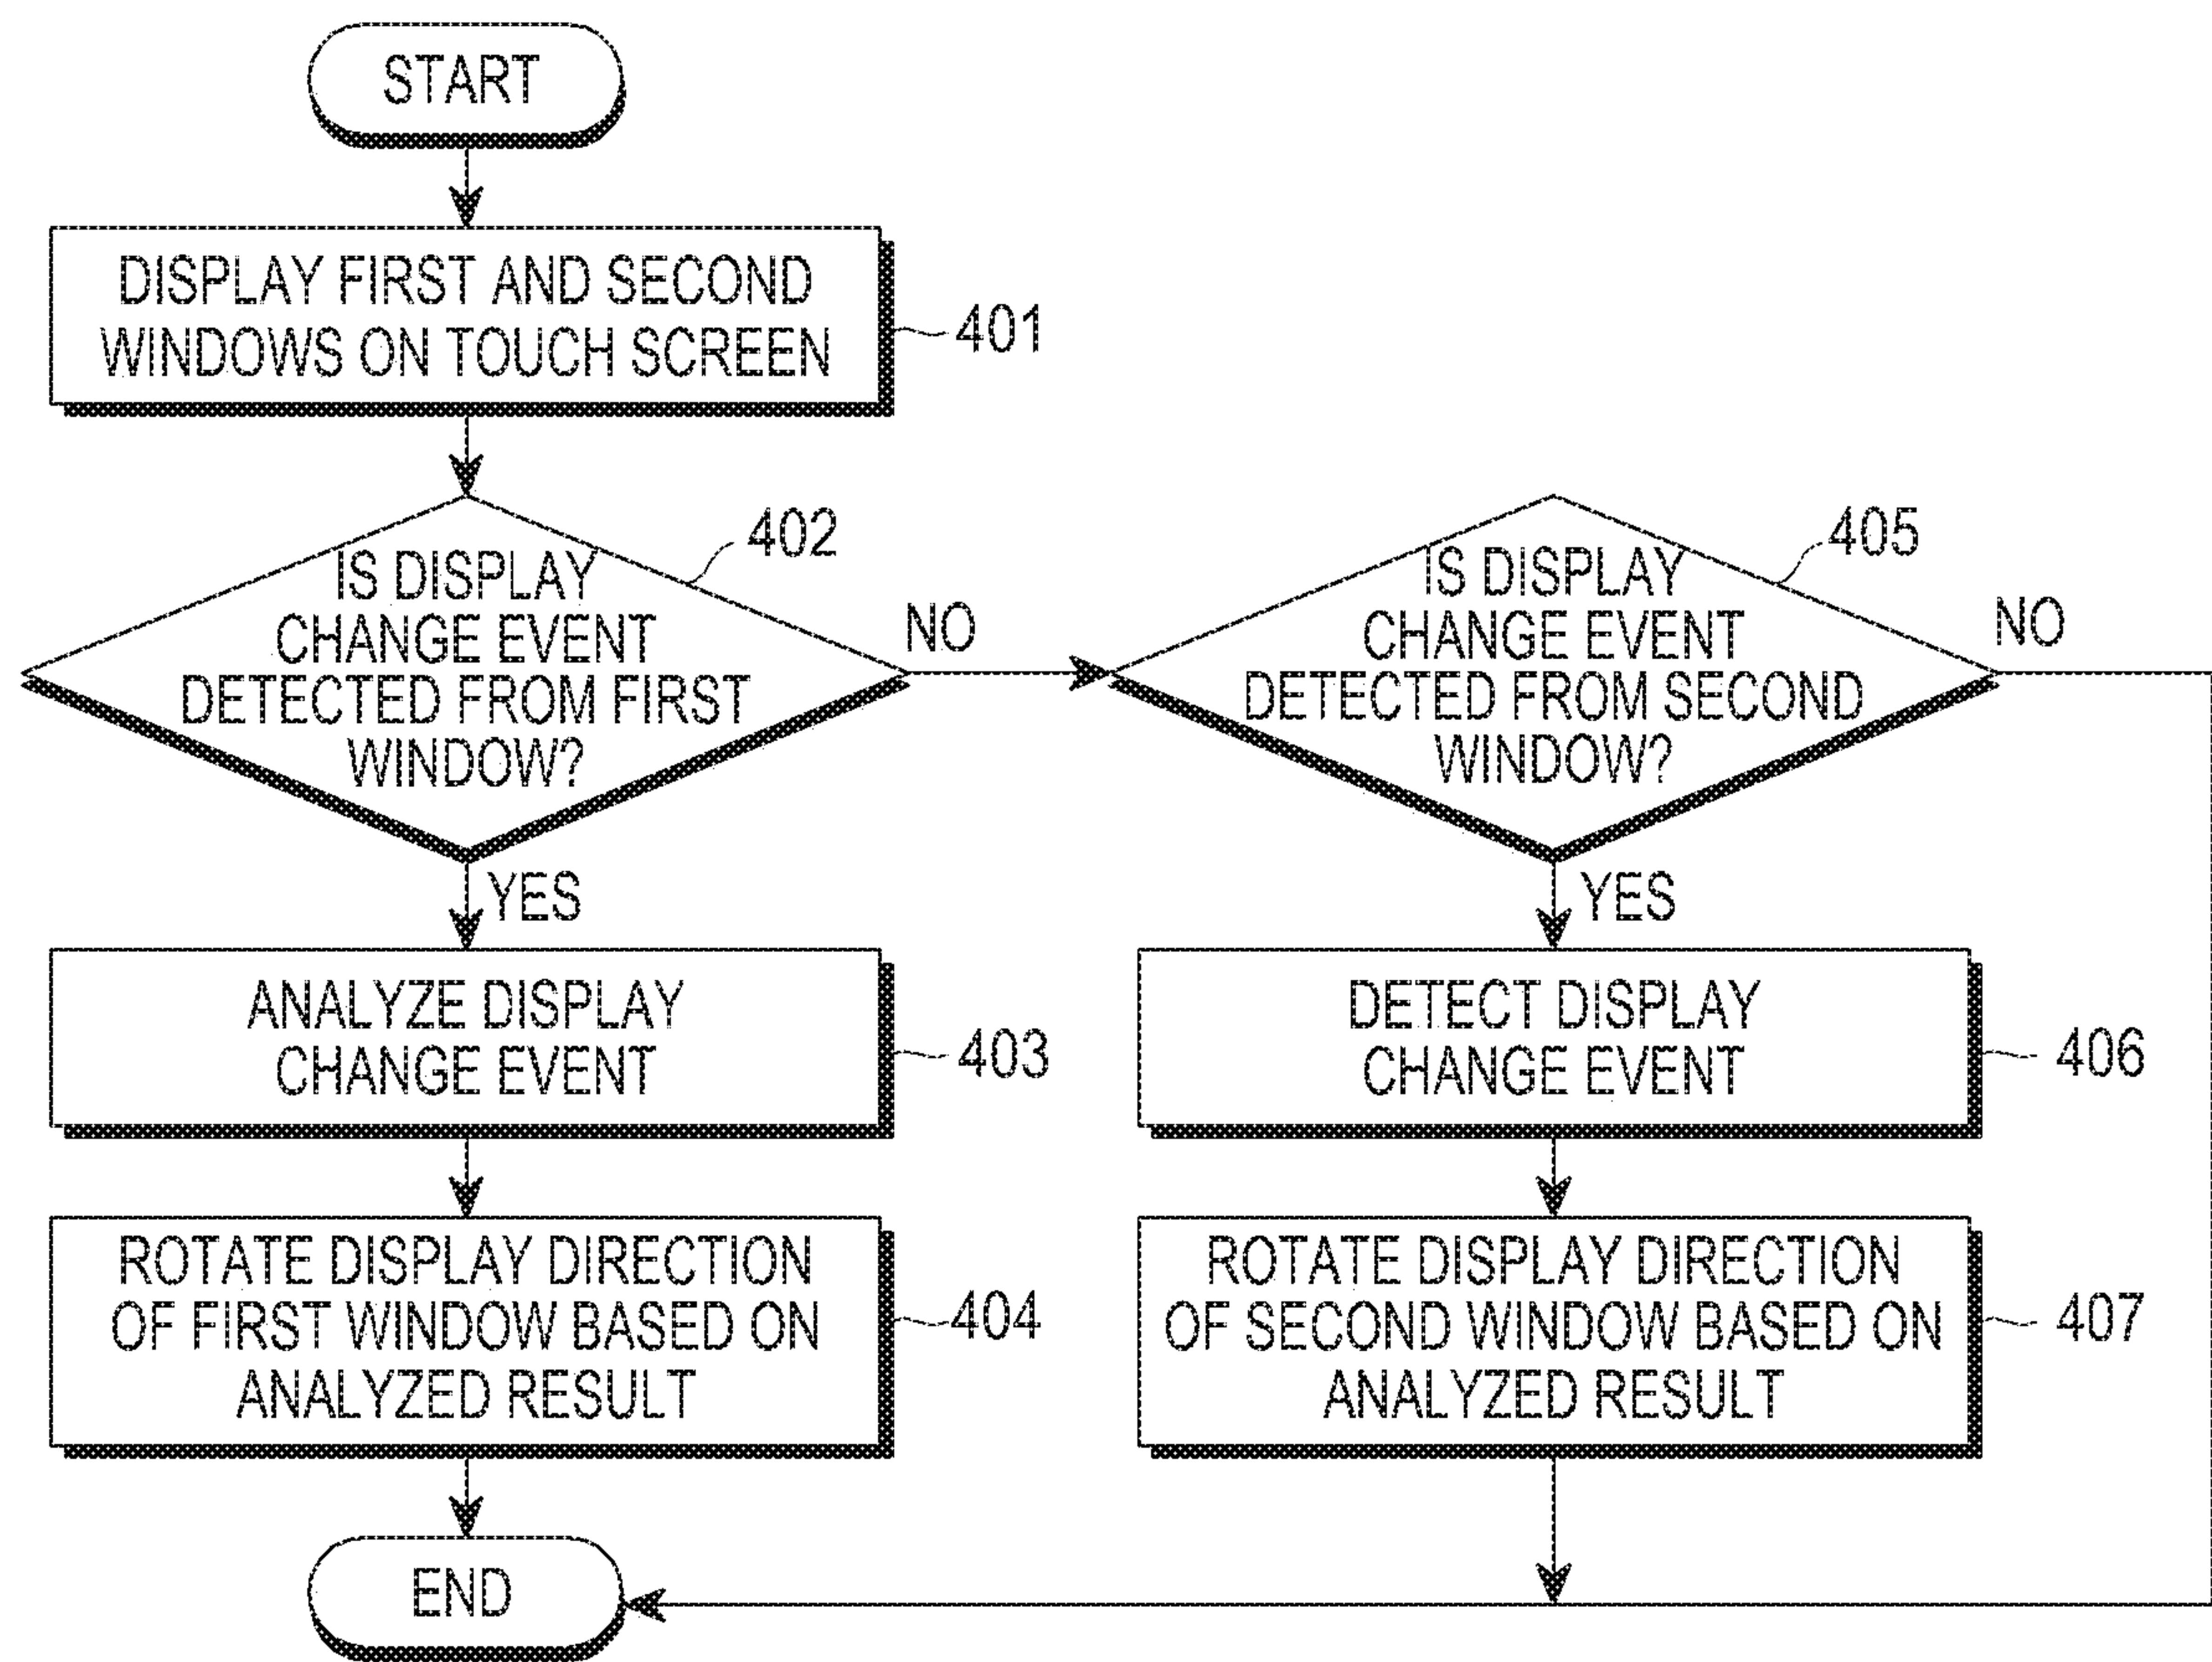 START
DISPLAY FIRST AND SECOND
WINDOWS ON TOUCH SCREEN
401
402
IS DISPLAY
CHANGE EVENT
DETECTED FROM FIRST
WINDOW?
NO
YES
ANALYZE DISPLAY
CHANGE EVENT
403
ROTATE DISPLAY DIRECTION
OF FIRST WINDOW BASED ON
ANALYZED RESULT
404
END
405
IS DISPLAY
CHANGE EVENT
DETECTED FROM SECOND
WINDOW?
NO
YES
DETECT DISPLAY
CHANGE EVENT
406
ROTATE DISPLAY DIRECTION
OF SECOND WINDOW BASED ON
ANALYZED RESULT
407